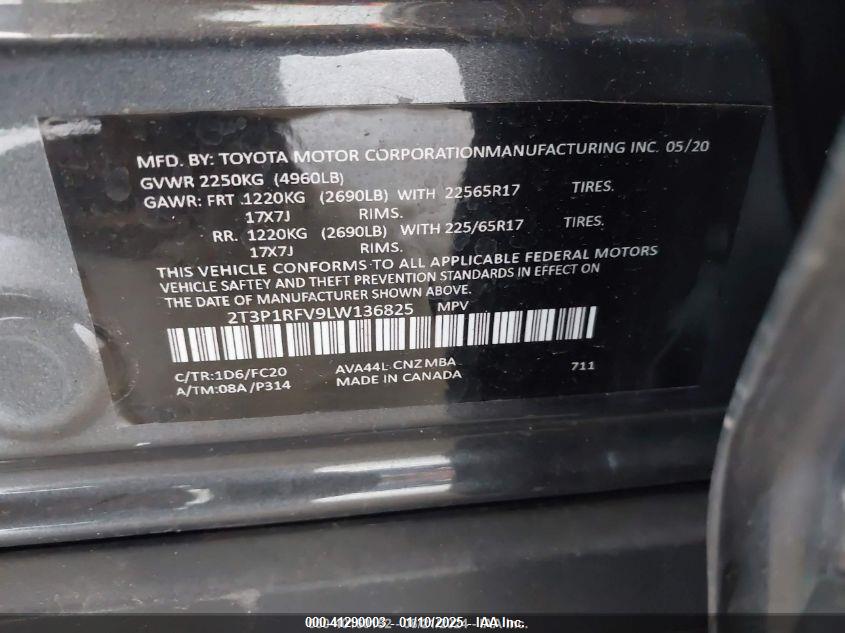 MFD. BY: TOYOTA MOTOR CORPORATIONMANUFACTURING INC. 05/20
GVWR 2250KG (4960LB)
GAWR: FRT .1220KG (2690LB) WITH 22565R17 TIRES.
17X7J RIMS.
RR. 1220KG (2690LB) WITH 225/65R17 TIRES.
17X7J RIMS.
THIS VEHICLE CONFORMS TO ALL APPLICABLE FEDERAL MOTORS
VEHICLE SAFTEY AND THEFT PREVENTION STANDARDS IN EFFECT ON
THE DATE OF MANUFACTURY SHOWN ABOVE.
2T3P1RFV9LW136825 MPV
C/TR:1D6/FC20 AVA44L-CNZMBA 711
A/TM:08A/P314 MADE IN CANADA
000-41290003 - 01/10/2025 - IAA Inc.